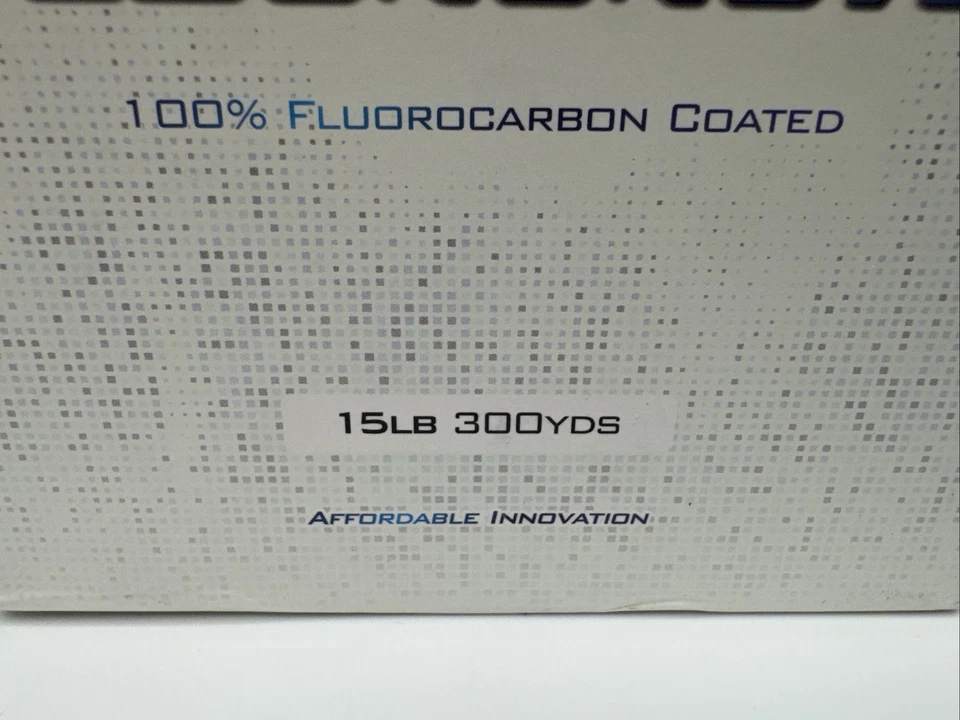 100% FLUOROCARBON COATED
15LB 300YDS
AFFORDABLE INNOVATION